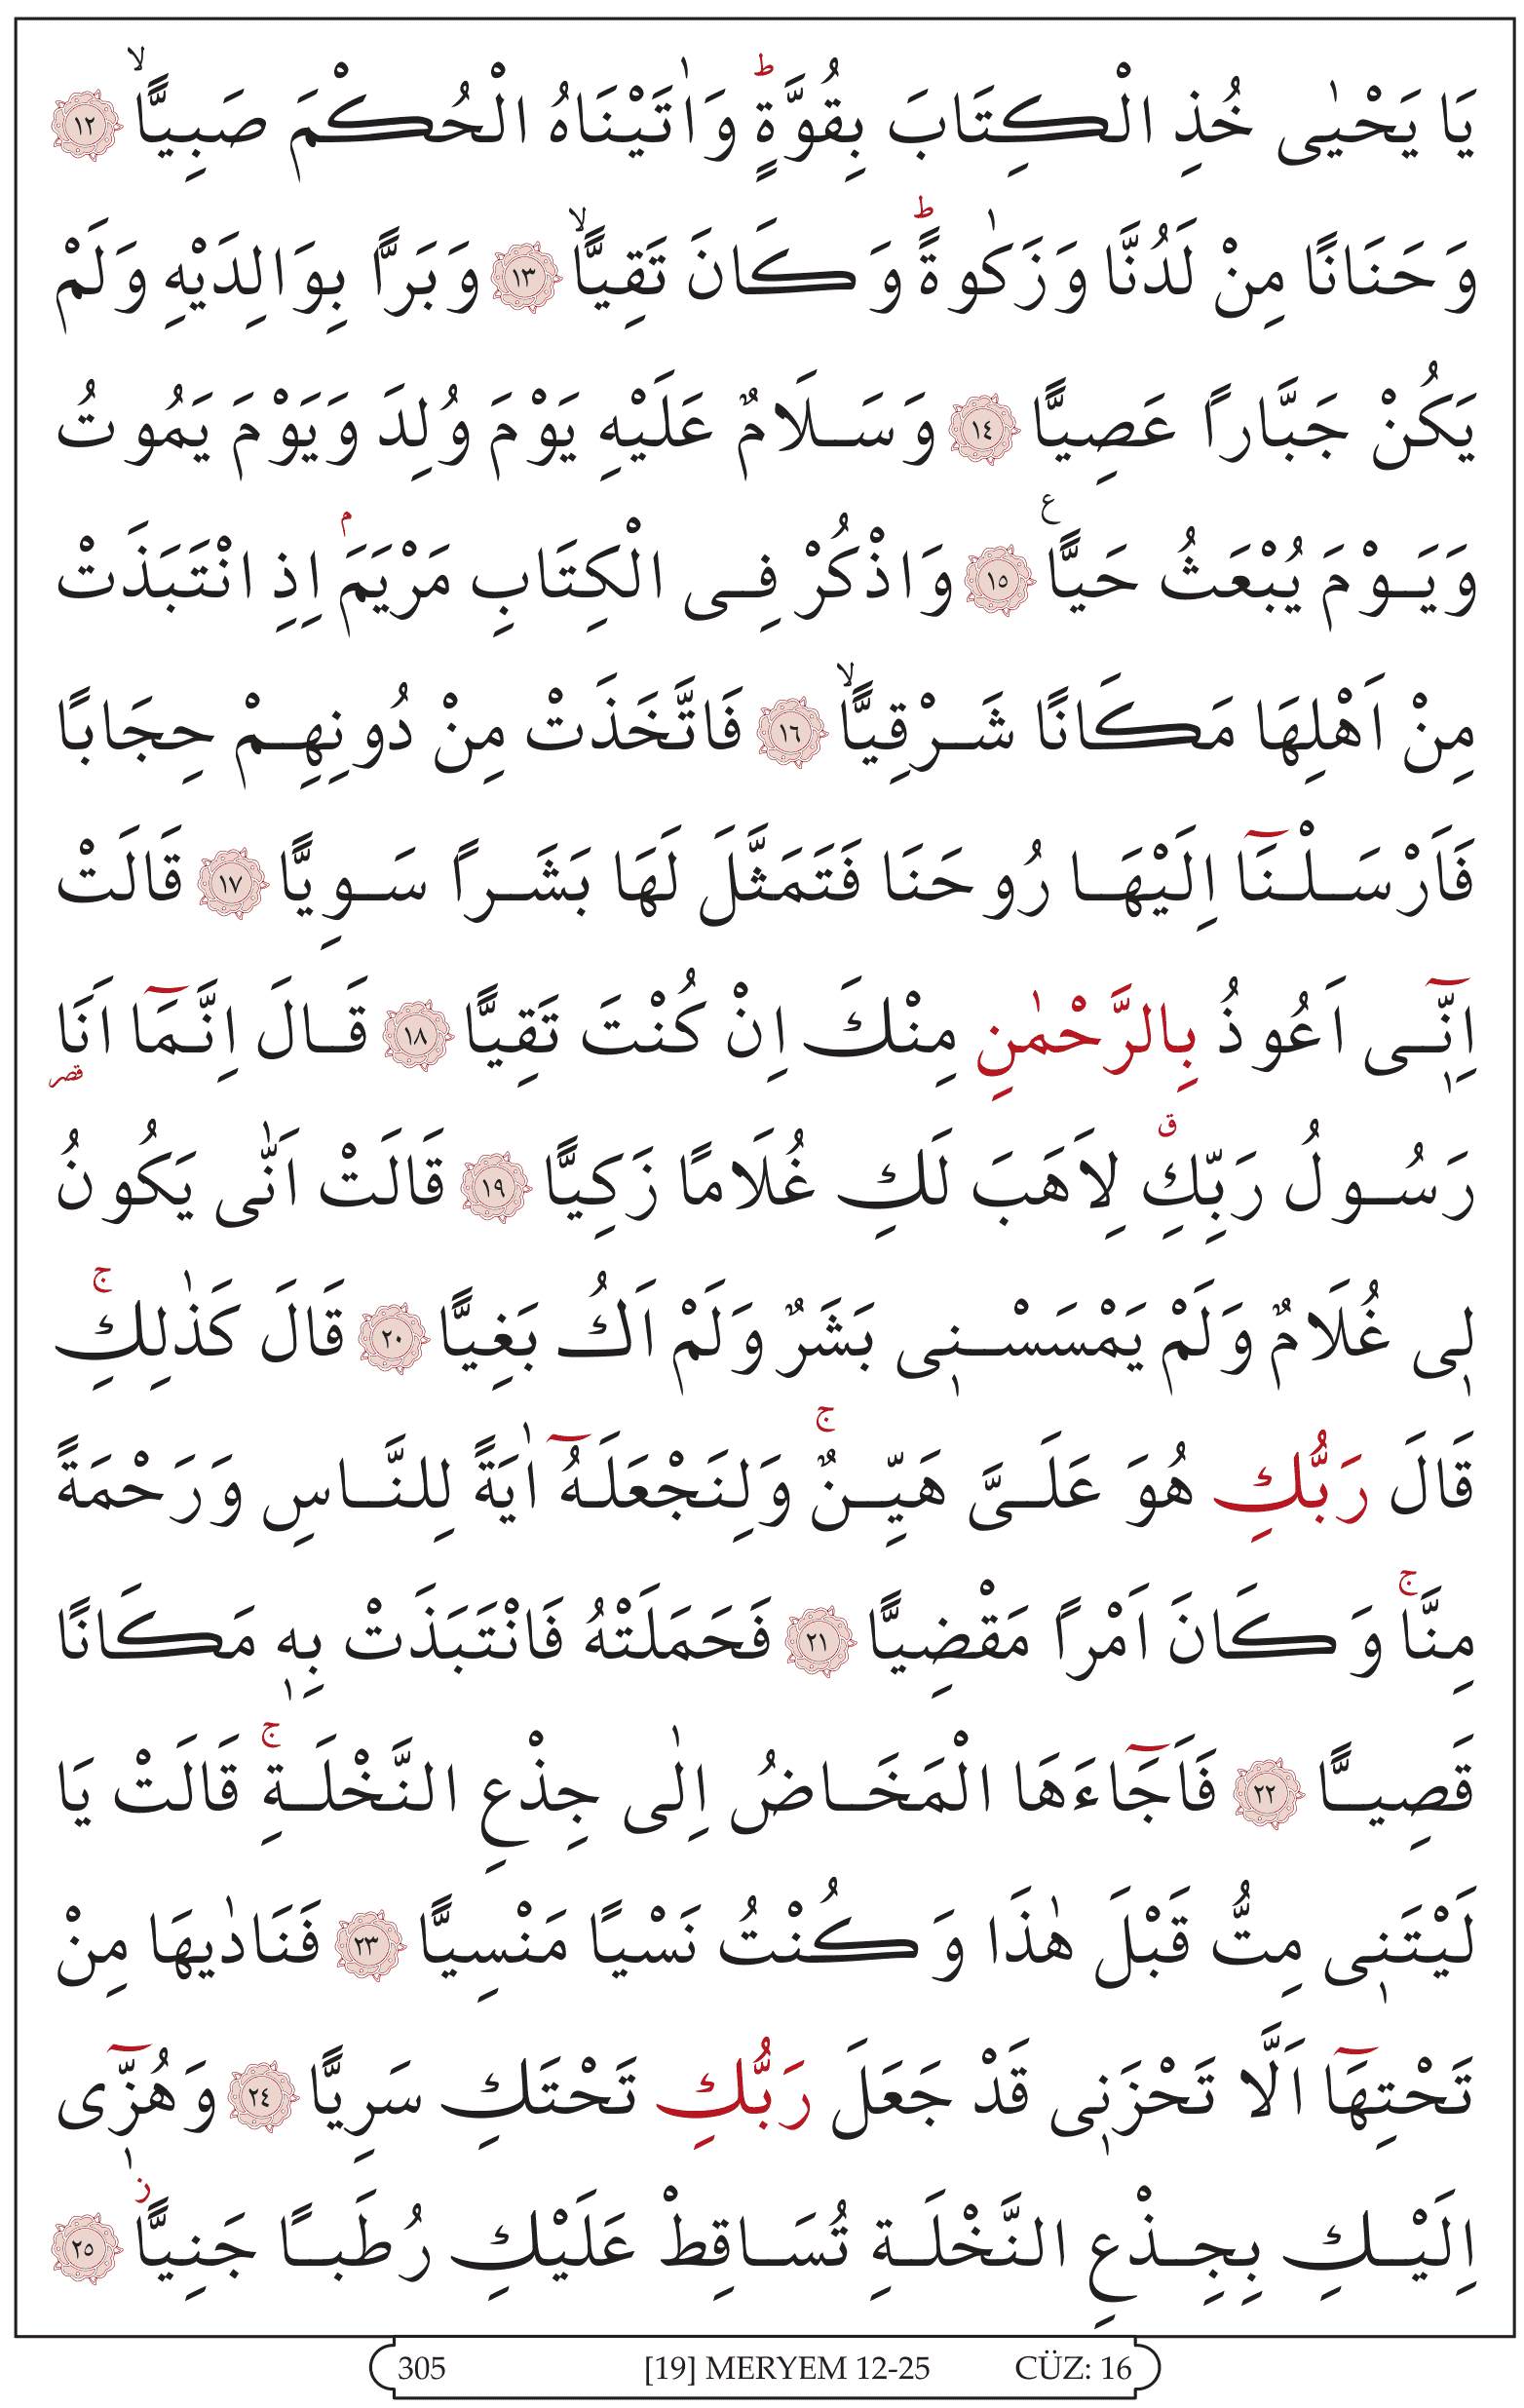 يَا يَحْيٰى خُذِ الْكِتَابَ بِقُوَّةٍۜ وَاٰتَيْنَاهُ الْحُكْمَ صَبِيًّاۙ ﴿١٢﴾
وَحَنَانًا مِنْ لَدُنَّا وَزَكٰوةًۜ وَكَانَ تَقِيًّاۙ ﴿١٣﴾ وَبَرًّا بِوَالِدَيْهِ وَلَمْ
يَكُنْ جَبَّارًا عَصِيًّا ﴿١٤﴾ وَسَلَامٌ عَلَيْهِ يَوْمَ وُلِدَ وَيَوْمَ يَمُوتُ
وَيَوْمَ يُبْعَثُ حَيًّا ع ﴿١٥﴾ وَاذْكُرْ فِى الْكِتَابِ مَرْيَمَۢ اِذِ انْتَبَذَتْ
مِنْ اَهْلِهَا مَكَانًا شَرْقِيًّاۙ ﴿١٦﴾ فَاتَّخَذَتْ مِنْ دُونِهِمْ حِجَابًا
فَاَرْسَلْنَٓا اِلَيْهَا رُوحَنَا فَتَمَثَّلَ لَهَا بَشَرًا سَوِيًّا ﴿١٧﴾ قَالَتْ
اِنّ۪ٓى اَعُوذُ بِالرَّحْمٰنِ مِنْكَ اِنْ كُنْتَ تَقِيًّا ﴿١٨﴾ قَالَ اِنَّمَٓا اَنَا قصر
رَسُولُ رَبِّكِ ق لِاَهَبَ لَكِ غُلَامًا زَكِيًّا ﴿١٩﴾ قَالَتْ اَنّٰى يَكُونُ
ل۪ى غُلَامٌ وَلَمْ يَمْسَسْن۪ى بَشَرٌ وَلَمْ اَكُ بَغِيًّا ﴿٢٠﴾ قَالَ كَذٰلِكِۚ
قَالَ رَبُّكِ هُوَ عَلَىَّ هَيِّنٌۚ وَلِنَجْعَلَهُٓ اٰيَةً لِلنَّاسِ وَرَحْمَةً
مِنَّاۚ وَكَانَ اَمْرًا مَقْضِيًّا ﴿٢١﴾ فَحَمَلَتْهُ فَانْتَبَذَتْ بِه۪ مَكَانًا
قَصِيًّا ﴿٢٢﴾ فَاَجَٓاءَهَا الْمَخَاضُ اِلٰى جِذْعِ النَّخْلَةِۚ قَالَتْ يَا
لَيْتَن۪ى مِتُّ قَبْلَ هٰذَا وَكُنْتُ نَسْيًا مَنْسِيًّا ﴿٢٣﴾ فَنَادٰيهَا مِنْ
تَحْتِهَٓا اَلَّا تَحْزَن۪ى قَدْ جَعَلَ رَبُّكِ تَحْتَكِ سَرِيًّا ﴿٢٤﴾ وَهُزّ۪ٓى
اِلَيْكِ بِجِذْعِ النَّخْلَةِ تُسَاقِطْ عَلَيْكِ رُطَبًا جَنِيًّا ز ﴿٢٥﴾
305 [19] MERYEM 12-25 CÜZ: 16